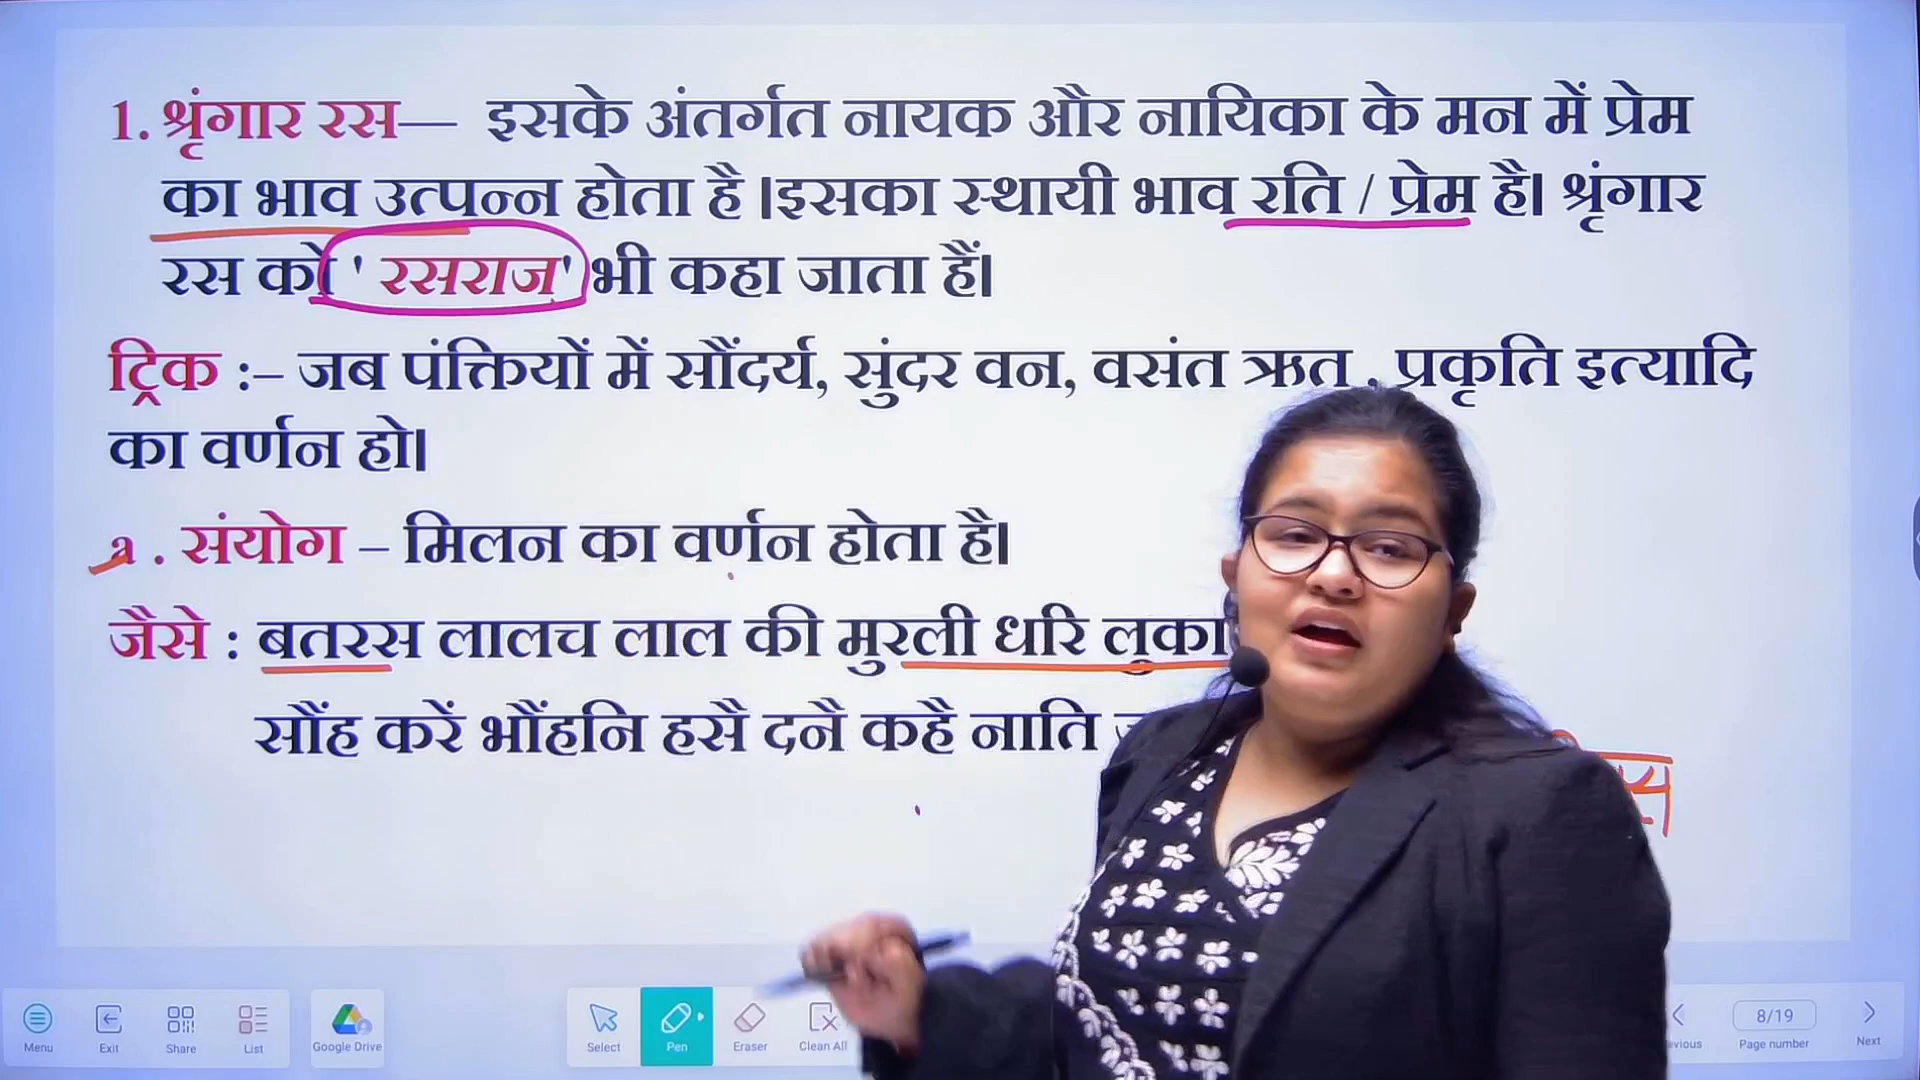 1. श्रृंगार रस— इसके अंतर्गत नायक और नायिका के मन में प्रेम
का भाव उत्पन्न होता है ।इसका स्थायी भाव रति / प्रेम है। श्रृंगार
रस को ' रसराज' भी कहा जाता हैं।
ट्रिक :– जब पंक्तियों में सौंदर्य, सुंदर वन, वसंत ऋतु , प्रकृति इत्यादि
का वर्णन हो।
a . संयोग – मिलन का वर्णन होता है।
जैसे : बतरस लालच लाल की मुरली धरि लुका
सौंह करें भौंहनि हसै दनै कहै नाति
Menu Exit Share List Google Drive Select Pen Eraser Clean All 8/19 Page number Next